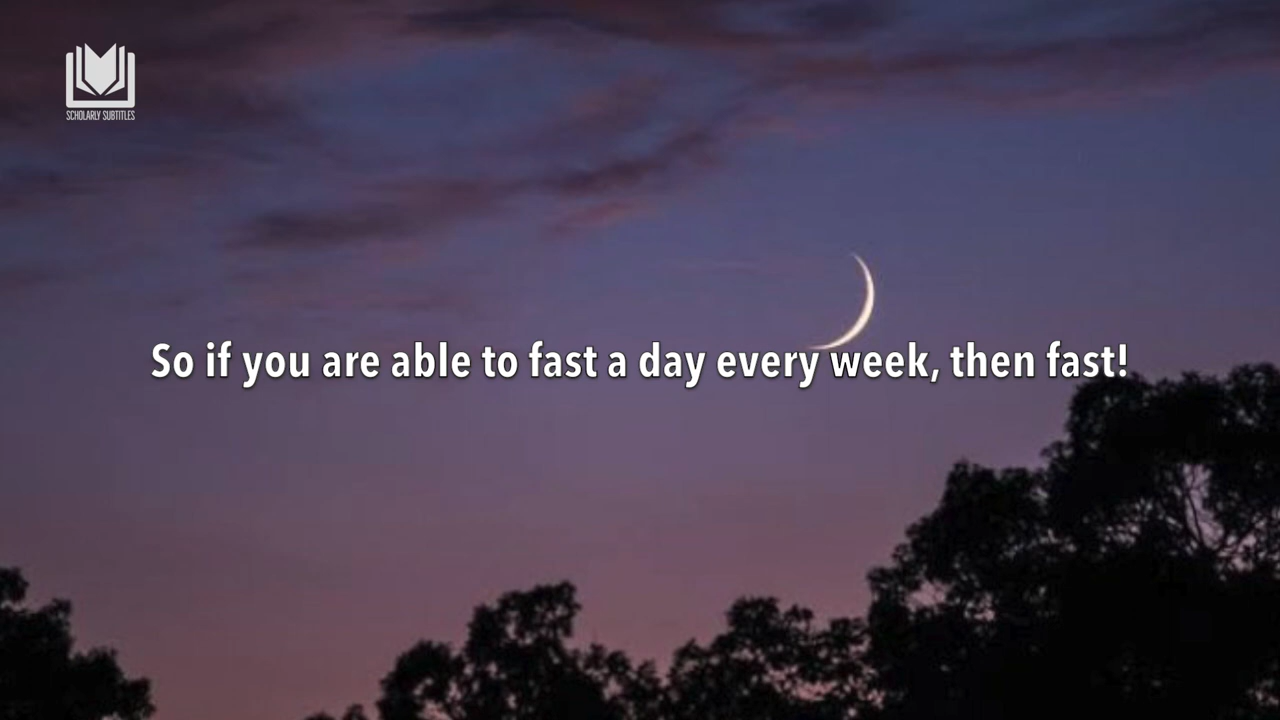 SCHOLARLY SUBTITLES
So if you are able to fast a day every week, then fast!